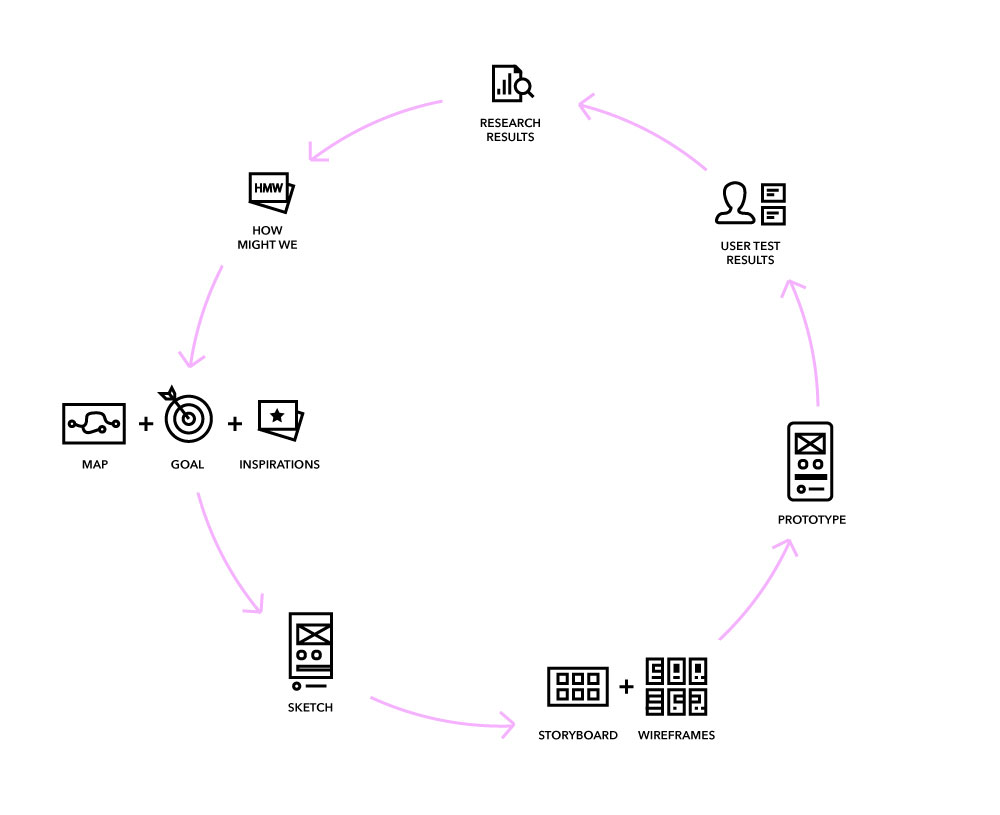 RESEARCH
RESULTS
HMW
HOW
MIGHT WE
USER TEST
RESULTS
+
+
MAP
GOAL
INSPIRATIONS
PROTOTYPE
SKETCH
+
STORYBOARD
WIREFRAMES